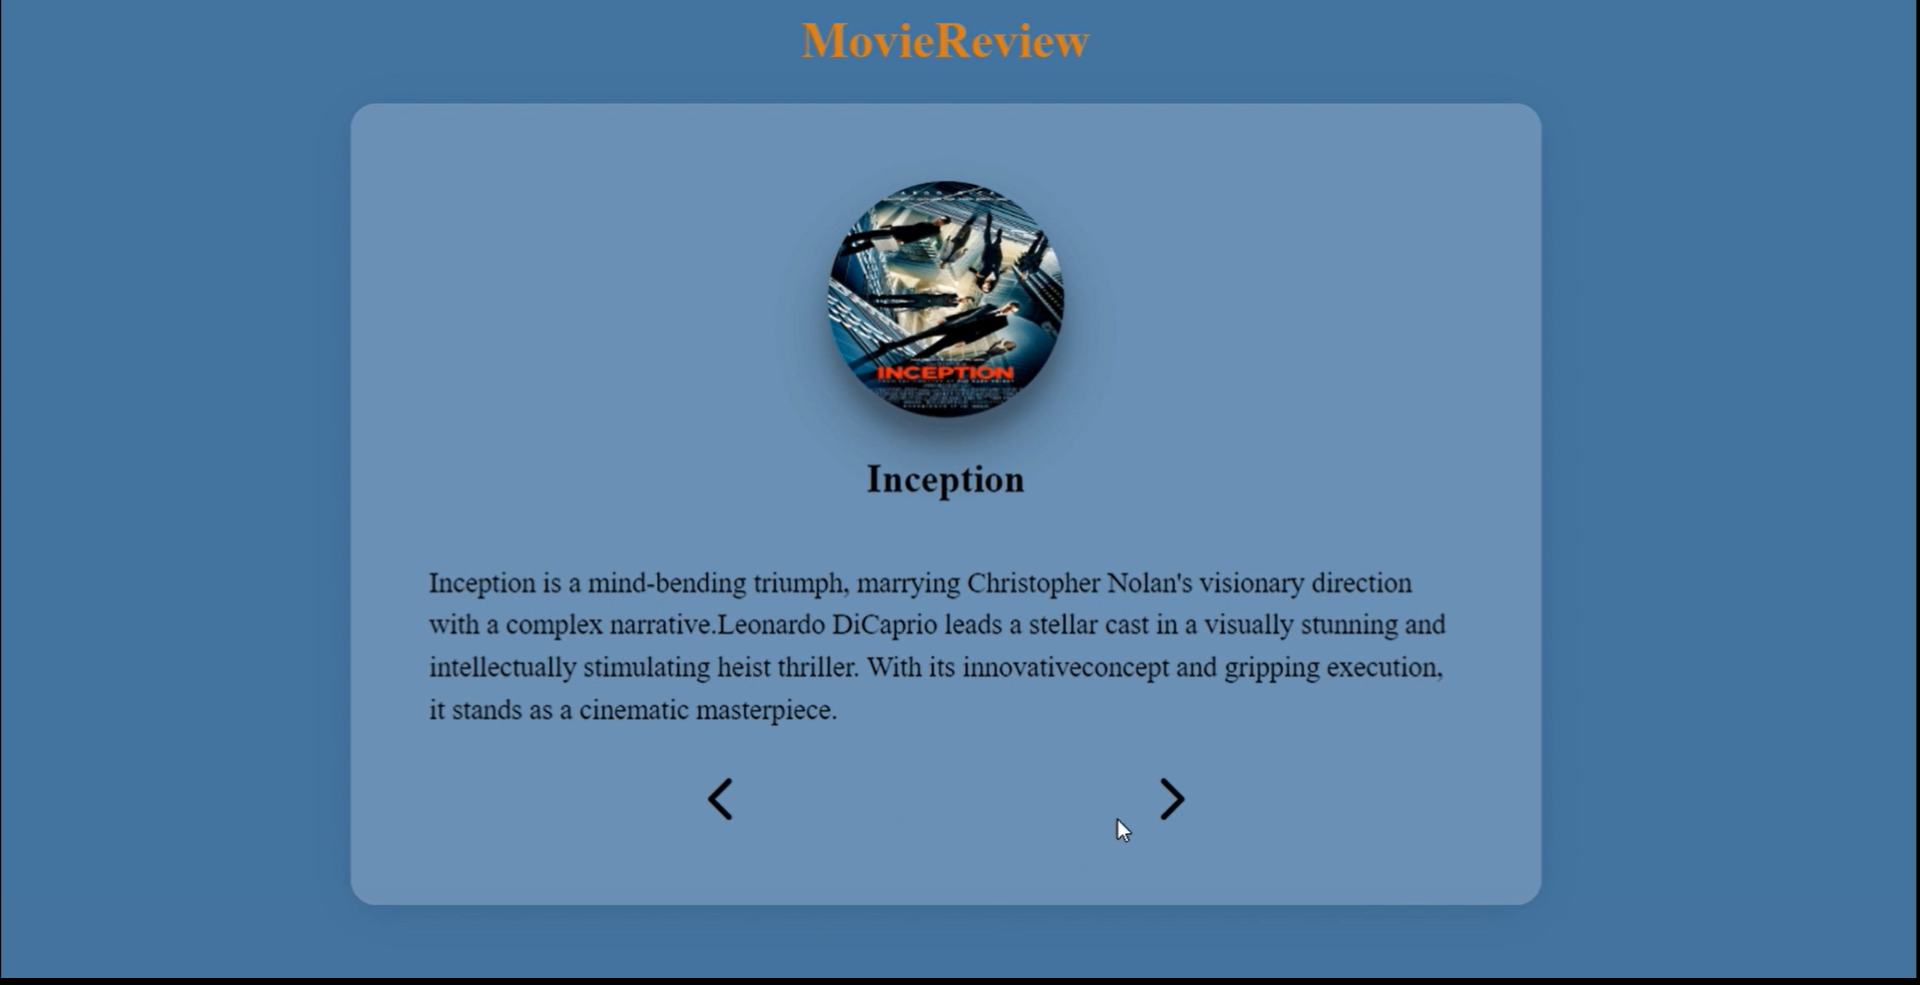 MovieReview
INCEPTION
Inception
Inception is a mind-bending triumph, marrying Christopher Nolan's visionary direction
with a complex narrative.Leonardo DiCaprio leads a stellar cast in a visually stunning and
intellectually stimulating heist thriller. With its innovativeconcept and gripping execution,
it stands as a cinematic masterpiece.